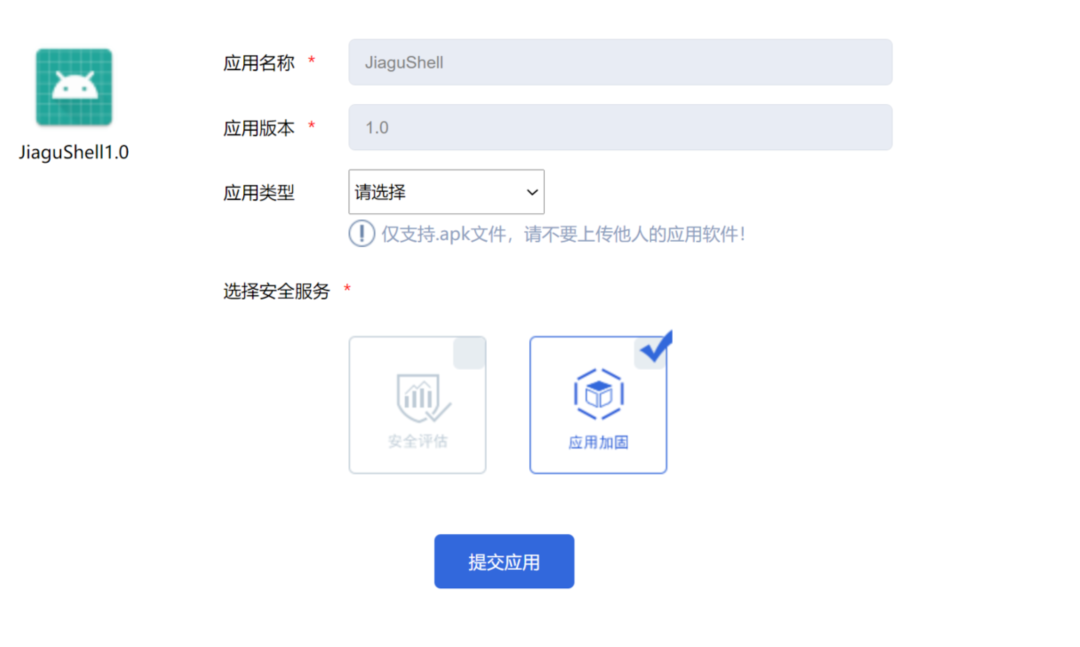 JiaguShell1.0
应用名称 *
JiaguShell
应用版本 *
1.0
应用类型
请选择
仅支持.apk文件，请不要上传他人的应用软件！
选择安全服务 *
安全评估
应用加固
提交应用